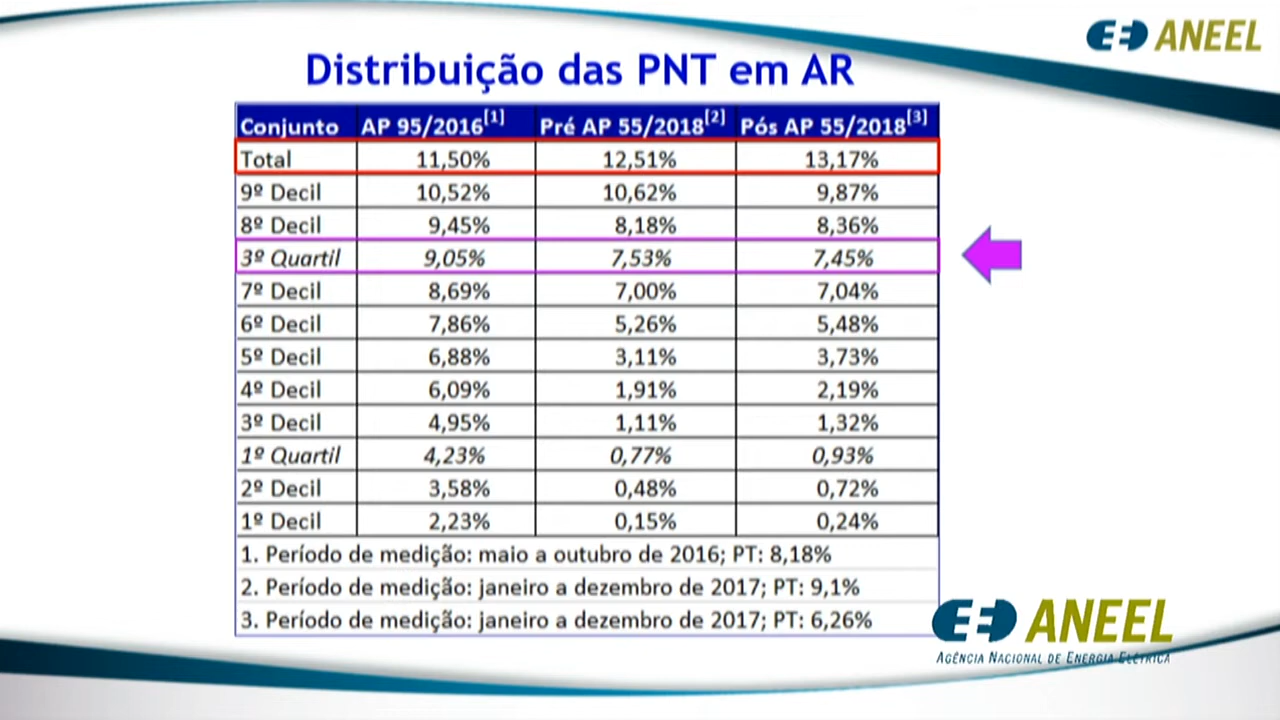 ANEEL
Distribuição das PNT em AR
Conjunto AP 95/2016[1] Pré AP 55/2018[2] Pós AP 55/2018[3]
Total 11,50% 12,51% 13,17%
9º Decil 10,52% 10,62% 9,87%
8º Decil 9,45% 8,18% 8,36%
3º Quartil 9,05% 7,53% 7,45%
7º Decil 8,69% 7,00% 7,04%
6º Decil 7,86% 5,26% 5,48%
5º Decil 6,88% 3,11% 3,73%
4º Decil 6,09% 1,91% 2,19%
3º Decil 4,95% 1,11% 1,32%
1º Quartil 4,23% 0,77% 0,93%
2º Decil 3,58% 0,48% 0,72%
1º Decil 2,23% 0,15% 0,24%
1. Período de medição: maio a outubro de 2016; PT: 8,18%
2. Período de medição: janeiro a dezembro de 2017; PT: 9,1%
3. Período de medição: janeiro a dezembro de 2017; PT: 6,26%
ANEEL
AGÊNCIA NACIONAL DE ENERGIA ELÉTRICA